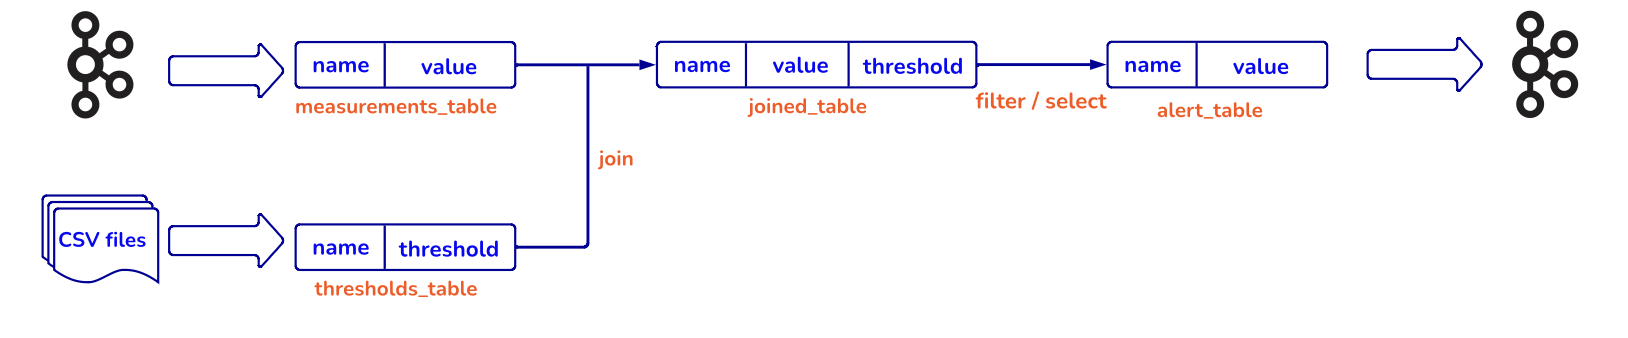 name value
measurements_table
name value threshold
joined_table
filter / select
name value
alert_table
join
CSV files
name threshold
thresholds_table